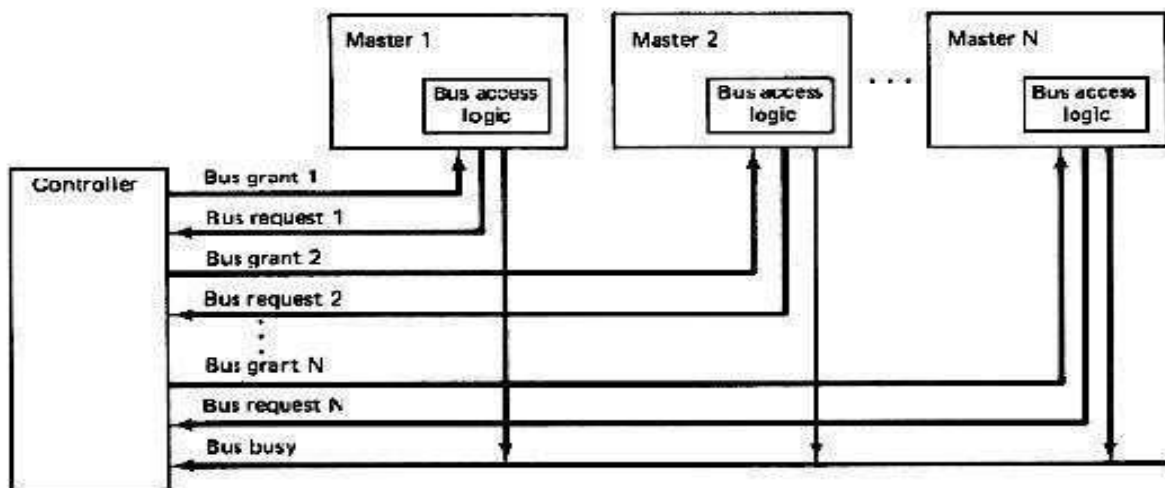 Master 1
Bus access
logic
Master 2
Bus access
logic
. . .
Master N
Bus access
logic
Controller
Bus grant 1
Bus request 1
Bus grant 2
Bus request 2
Bus grant N
Bus request N
Bus busy